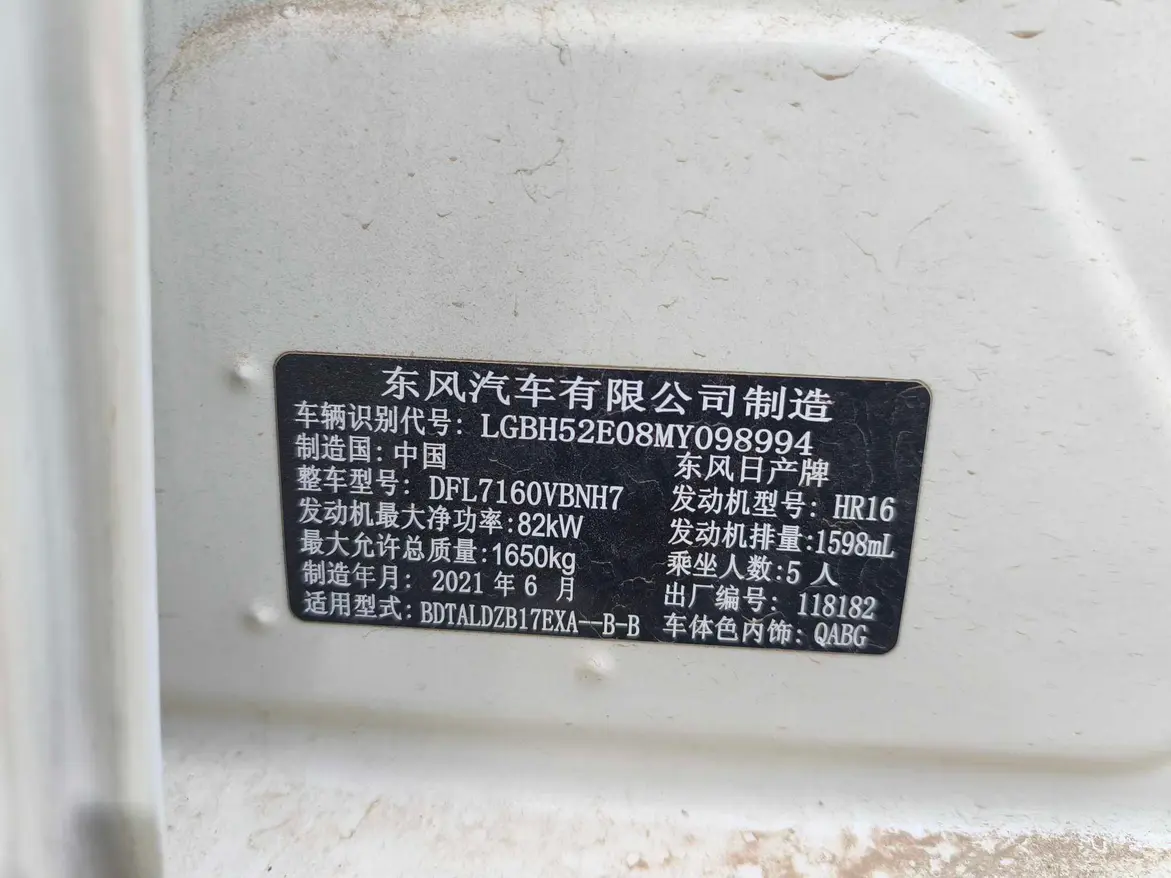 东风汽车有限公司制造
车辆识别代号: LGBH52E08MY098994
制造国: 中国 东风日产牌
整车型号: DFL7160VBNH7 发动机型号: HR16
发动机最大净功率:82kW 发动机排量:1598mL
最大允许总质量:1650kg 乘坐人数:5 人
制造年月: 2021 年 6 月 出厂编号: 118182
适用型式: BDTALDZB17EXA--B-B 车体色内饰: QABG